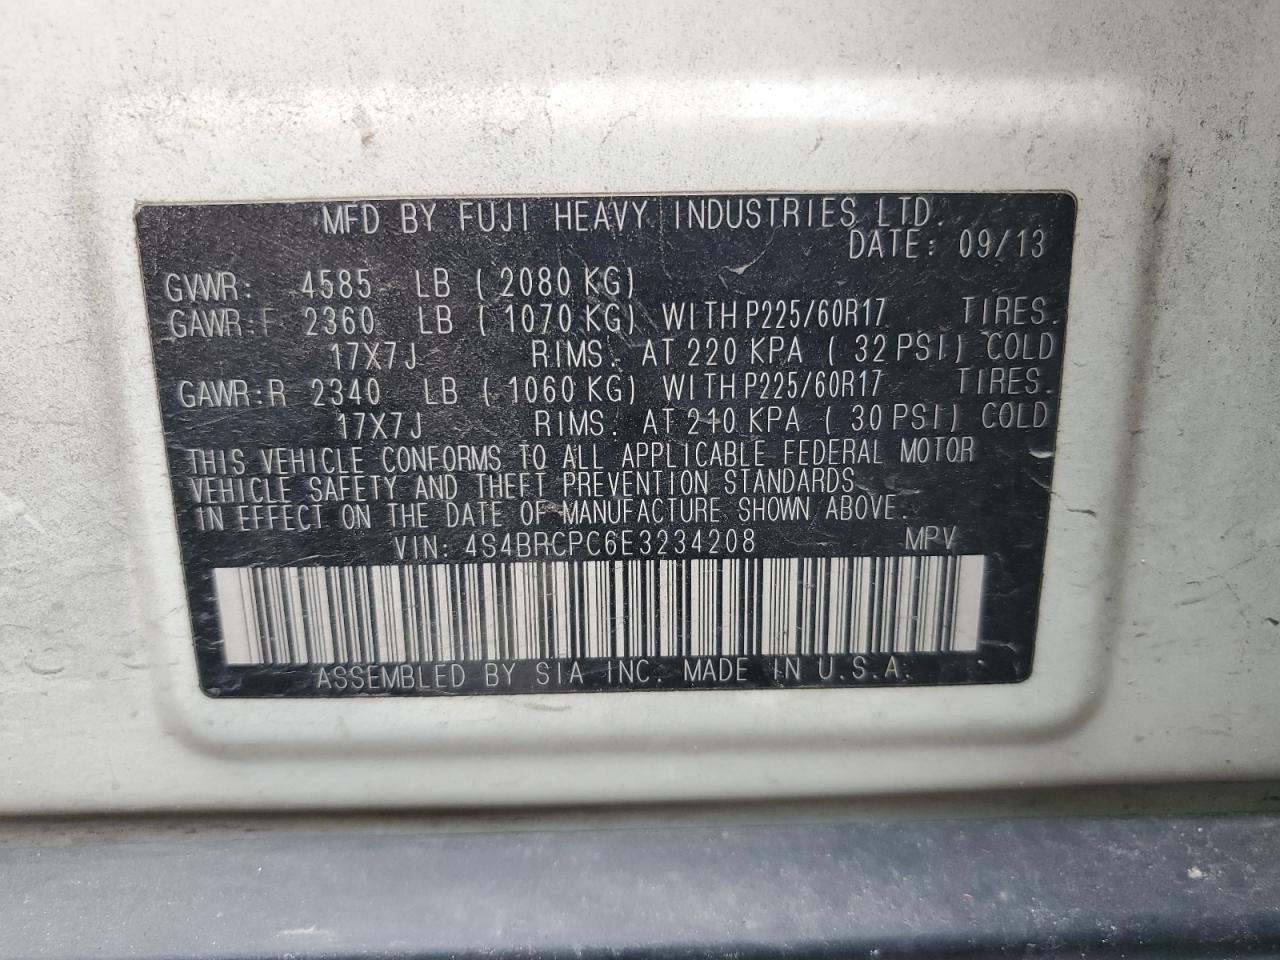 MFD BY FUJI HEAVY INDUSTRIES LTD.
DATE: 09/13
GVWR: 4585 LB (2080 KG)
GAWR:F 2360 LB (1070 KG) WITH P225/60R17 TIRES.
17X7J RIMS. AT 220 KPA (32 PSI) COLD
GAWR:R 2340 LB (1060 KG) WITH P225/60R17 TIRES.
17X7J RIMS. AT 210 KPA (30 PSI) COLD
THIS VEHICLE CONFORMS TO ALL APPLICABLE FEDERAL MOTOR
VEHICLE SAFETY AND THEFT PREVENTION STANDARDS
IN EFFECT ON THE DATE OF MANUFACTURE SHOWN ABOVE.
VIN: 4S4BRCPC6E3234208 MPV
ASSEMBLED BY SIA INC. MADE IN U.S.A.